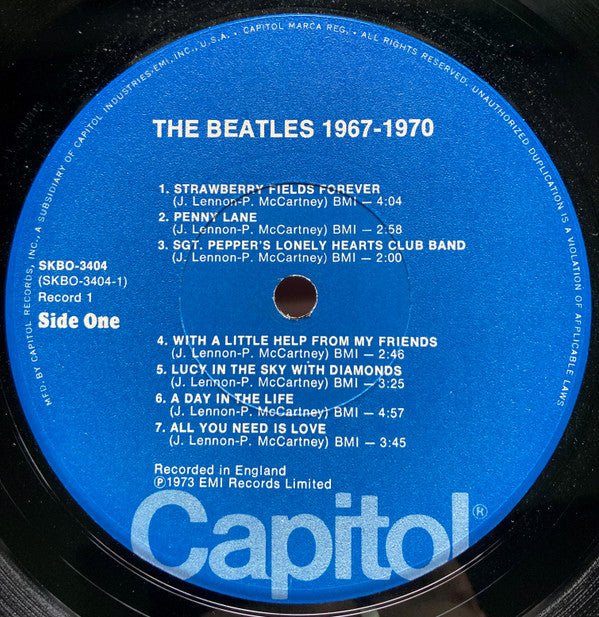 MFD. BY CAPITOL RECORDS, INC., A SUBSIDIARY OF CAPITOL INDUSTRIES-EMI, INC., U.S.A. • CAPITOL MARCA REG. • ALL RIGHTS RESERVED. UNAUTHORIZED DUPLICATION IS A VIOLATION OF APPLICABLE LAWS
THE BEATLES 1967-1970
1. STRAWBERRY FIELDS FOREVER
(J. Lennon-P. McCartney) BMI — 4:04
2. PENNY LANE
(J. Lennon-P. McCartney) BMI — 2:58
3. SGT. PEPPER'S LONELY HEARTS CLUB BAND
(J. Lennon-P. McCartney) BMI — 2:00
SKBO-3404
(SKBO-3404-1)
Record 1
Side One
4. WITH A LITTLE HELP FROM MY FRIENDS
(J. Lennon-P. McCartney) BMI — 2:46
5. LUCY IN THE SKY WITH DIAMONDS
(J. Lennon-P. McCartney) BMI — 3:25
6. A DAY IN THE LIFE
(J. Lennon-P. McCartney) BMI — 4:57
7. ALL YOU NEED IS LOVE
(J. Lennon-P. McCartney) BMI — 3:45
Recorded in England
℗1973 EMI Records Limited
Capitol®